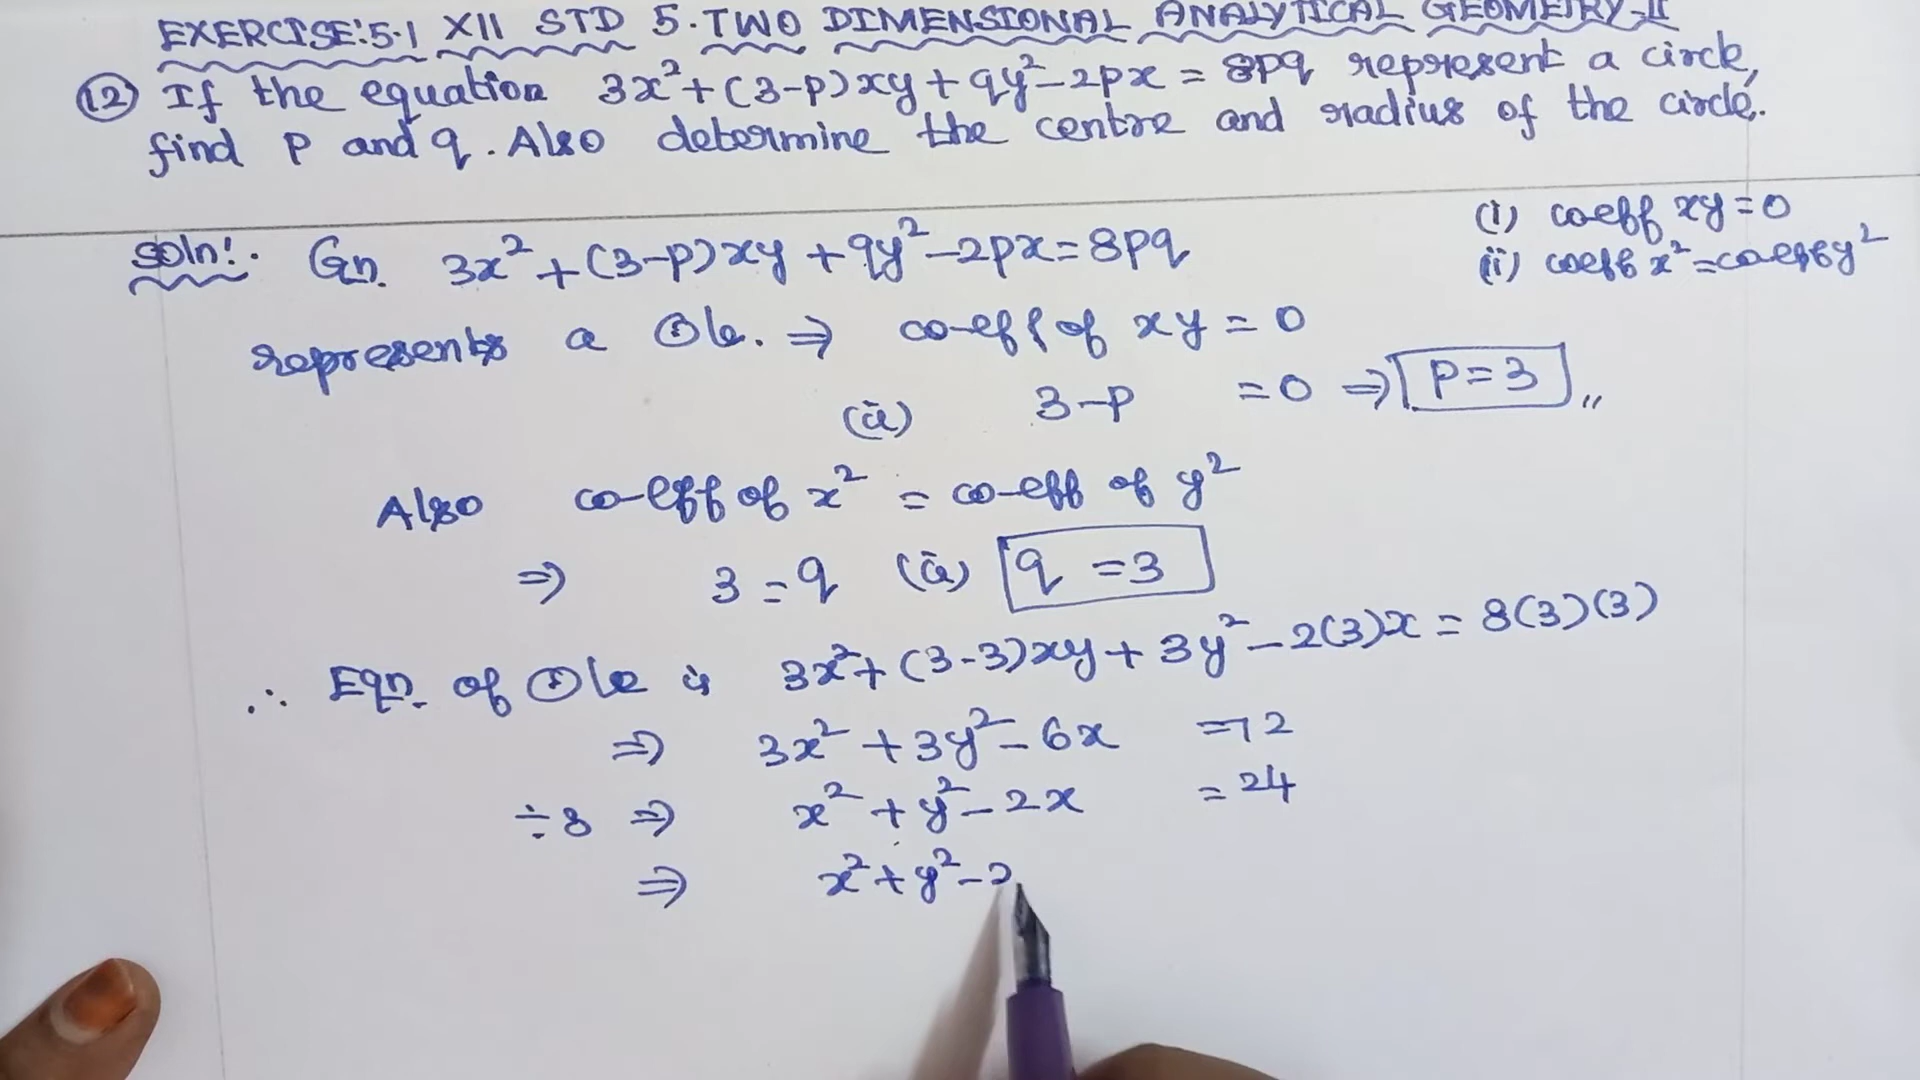 EXERCISE:5.1 XII STD 5.TWO DIMENSIONAL ANALYTICAL GEOMETRY-II
(12) If the equation 3x²+(3-p)xy+qy²-2px=8pq represent a circle,
find p and q. Also determine the centre and radius of the circle.
(i) coeff xy=0
(ii) coeff x²=coeff y²
Soln:. Gn. 3x²+(3-p)xy+qy²-2px=8pq
represents a ⊙le. ⇒ co-eff of xy = 0
(ie) 3-p =0 ⇒ p=3 ,,
Also co-eff of x² = co-eff of y²
⇒ 3=q (ie) q =3
∴ Eqn. of ⊙le is 3x²+(3-3)xy+3y²-2(3)x=8(3)(3)
⇒ 3x²+3y²-6x =72
÷3 ⇒ x²+y²-2x =24
⇒ x²+y²-2